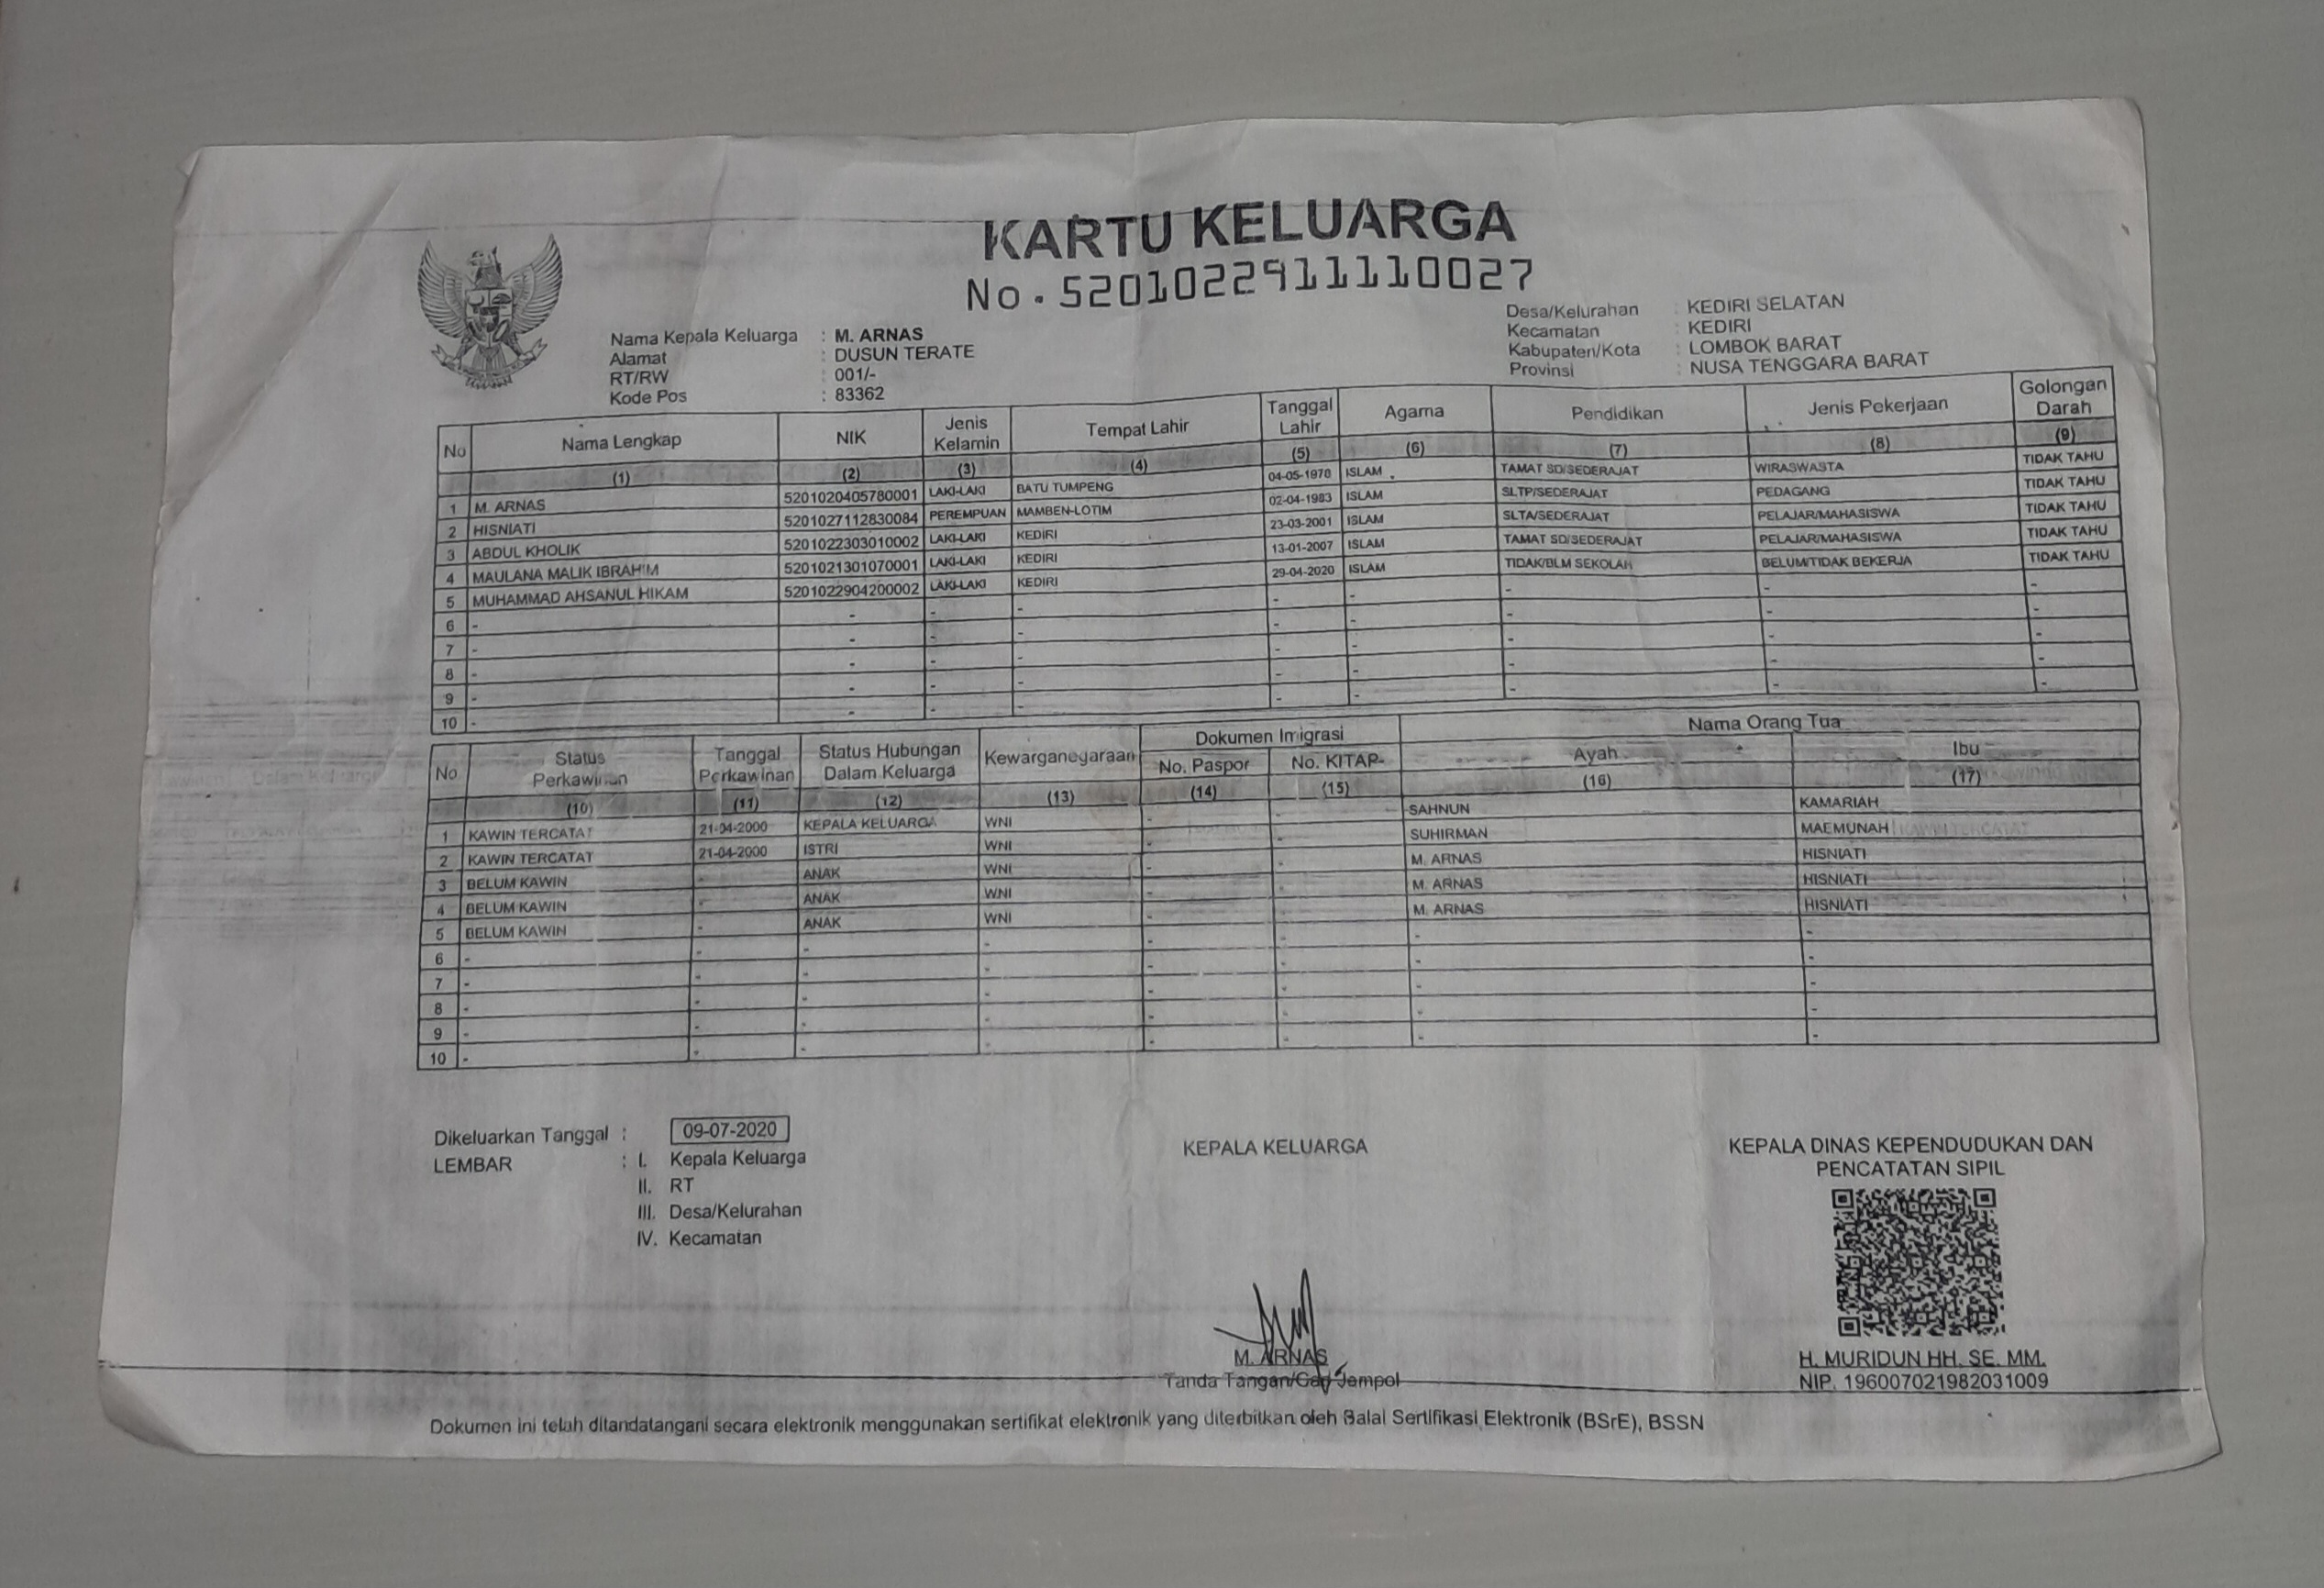 KARTU KELUARGA
No. 5201022911110027
Nama Kepala Keluarga : M. ARNAS
Alamat : DUSUN TERATE
RT/RW : 001/-
Kode Pos : 83362
Desa/Kelurahan : KEDIRI SELATAN
Kecamatan : KEDIRI
Kabupaten/Kota : LOMBOK BARAT
Provinsi : NUSA TENGGARA BARAT
No Nama Lengkap NIK Jenis Kelamin Tempat Lahir Tanggal Lahir Agama Pendidikan Jenis Pekerjaan Golongan Darah
(1) (2) (3) (4) (5) (6) (7) (8) (9)
1 M. ARNAS 5201020405780001 LAKI-LAKI BATU TUMPENG 04-05-1978 ISLAM TAMAT SD/SEDERAJAT WIRASWASTA TIDAK TAHU
2 HISNIATI 5201027112830084 PEREMPUAN MAMBEN-LOTIM 02-04-1983 ISLAM SLTP/SEDERAJAT PEDAGANG TIDAK TAHU
3 ABDUL KHOLIK 5201022303010002 LAKI-LAKI KEDIRI 23-03-2001 ISLAM SLTA/SEDERAJAT PELAJAR/MAHASISWA TIDAK TAHU
4 MAULANA MALIK IBRAHIM 5201021301070001 LAKI-LAKI KEDIRI 13-01-2007 ISLAM TAMAT SD/SEDERAJAT PELAJAR/MAHASISWA TIDAK TAHU
5 MUHAMMAD AHSANUL HIKAM 5201022904200002 LAKI-LAKI KEDIRI 29-04-2020 ISLAM TIDAK/BLM SEKOLAH BELUM/TIDAK BEKERJA TIDAK TAHU
6 - - - - - - - - -
7 - - - - - - - - -
8 - - - - - - - - -
9 - - - - - - - - -
10 - - - - - - - - -
No Status Perkawinan Tanggal Perkawinan Status Hubungan Dalam Keluarga Kewarganegaraan Dokumen Imigrasi Nama Orang Tua
No. Paspor No. KITAP Ayah Ibu
(10) (11) (12) (13) (14) (15) (16) (17)
1 KAWIN TERCATAT 21-04-2000 KEPALA KELUARGA WNI - - SAHNUN KAMARIAH
2 KAWIN TERCATAT 21-04-2000 ISTRI WNI - - SUHIRMAN MAEMUNAH
3 BELUM KAWIN - ANAK WNI - - M. ARNAS HISNIATI
4 BELUM KAWIN - ANAK WNI - - M. ARNAS HISNIATI
5 BELUM KAWIN - ANAK WNI - - M. ARNAS HISNIATI
6 - - - - - - - -
7 - - - - - - - -
8 - - - - - - - -
9 - - - - - - - -
10 - - - - - - - -
Dikeluarkan Tanggal : 09-07-2020
LEMBAR : I. Kepala Keluarga
II. RT
III. Desa/Kelurahan
IV. Kecamatan
KEPALA KELUARGA
M. ARNAS
Tanda Tangan/Cap Jempol
KEPALA DINAS KEPENDUDUKAN DAN
PENCATATAN SIPIL
H. MURIDUN HH. SE. MM.
NIP. 196007021982031009
Dokumen ini telah ditandatangani secara elektronik menggunakan sertifikat elektronik yang diterbitkan oleh Balai Sertifikasi Elektronik (BSrE), BSSN